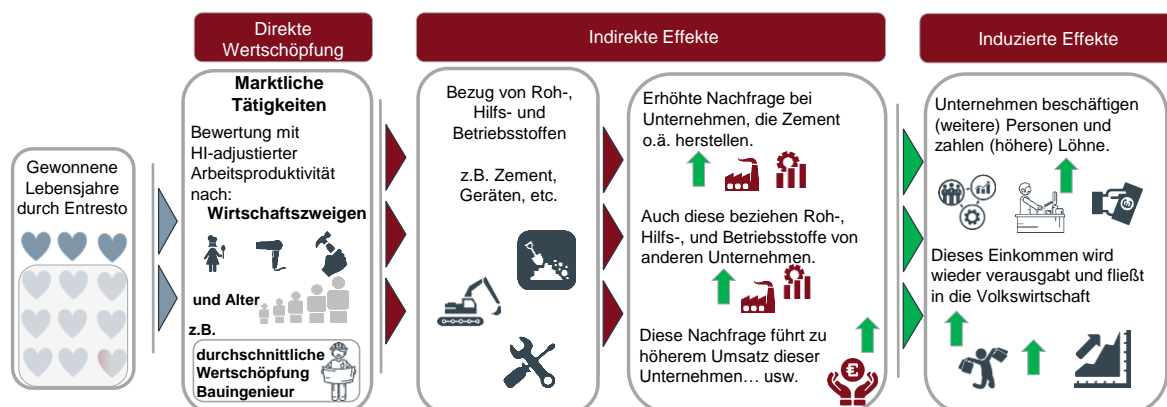 Direkte
Wertschöpfung
Indirekte Effekte
Induzierte Effekte
Gewonnene
Lebensjahre
durch Entresto
Marktliche
Tätigkeiten
Bewertung mit
HI-adjustierter
Arbeitsproduktivität
nach:
Wirtschaftszweigen
und Alter
z.B.
durchschnittliche
Wertschöpfung
Bauingenieur
Bezug von Roh-,
Hilfs- und
Betriebsstoffen
z.B. Zement,
Geräten, etc.
Erhöhte Nachfrage bei
Unternehmen, die Zement
o.ä. herstellen.
Auch diese beziehen Roh-,
Hilfs-, und Betriebsstoffe von
anderen Unternehmen.
Diese Nachfrage führt zu
höherem Umsatz dieser
Unternehmen… usw.
Unternehmen beschäftigen
(weitere) Personen und
zahlen (höhere) Löhne.
Dieses Einkommen wird
wieder verausgabt und fließt
in die Volkswirtschaft